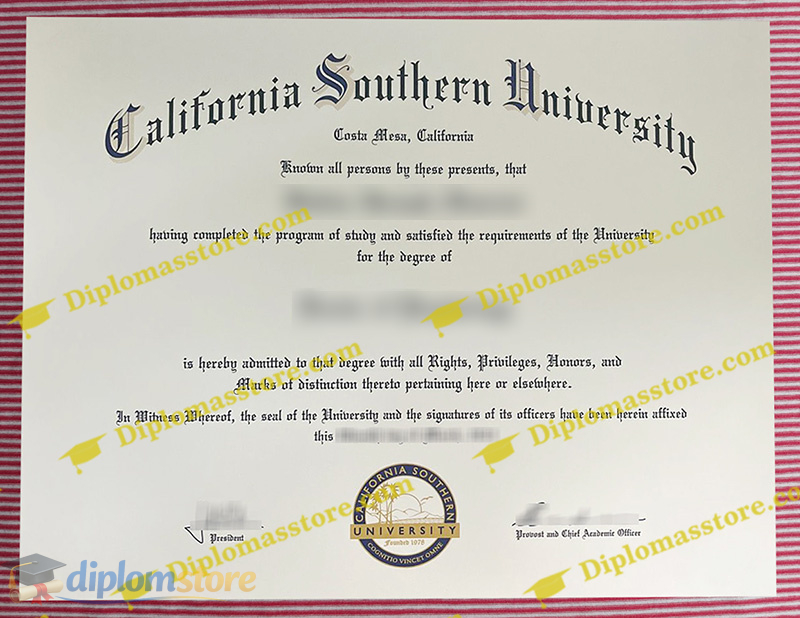 California Southern University
Costa Mesa, California
Known all persons by these presents, that
having completed the program of study and satisfied the requirements of the University
for the degree of
is hereby admitted to that degree with all Rights, Privileges, Honors, and
Marks of distinction thereto pertaining here or elsewhere.
In Witness Whereof, the seal of the University and the signatures of its officers have been herein affixed
this
President
CALIFORNIA SOUTHERN
UNIVERSITY
Founded 1978
COGNITIO VINCET OMNE
Provost and Chief Academic Officer
Diplomasstore.com
Diplomasstore.com
Diplomasstore.com
Diplomasstore.com
Diplomasstore.com
Diplomasstore.com
diplomstore